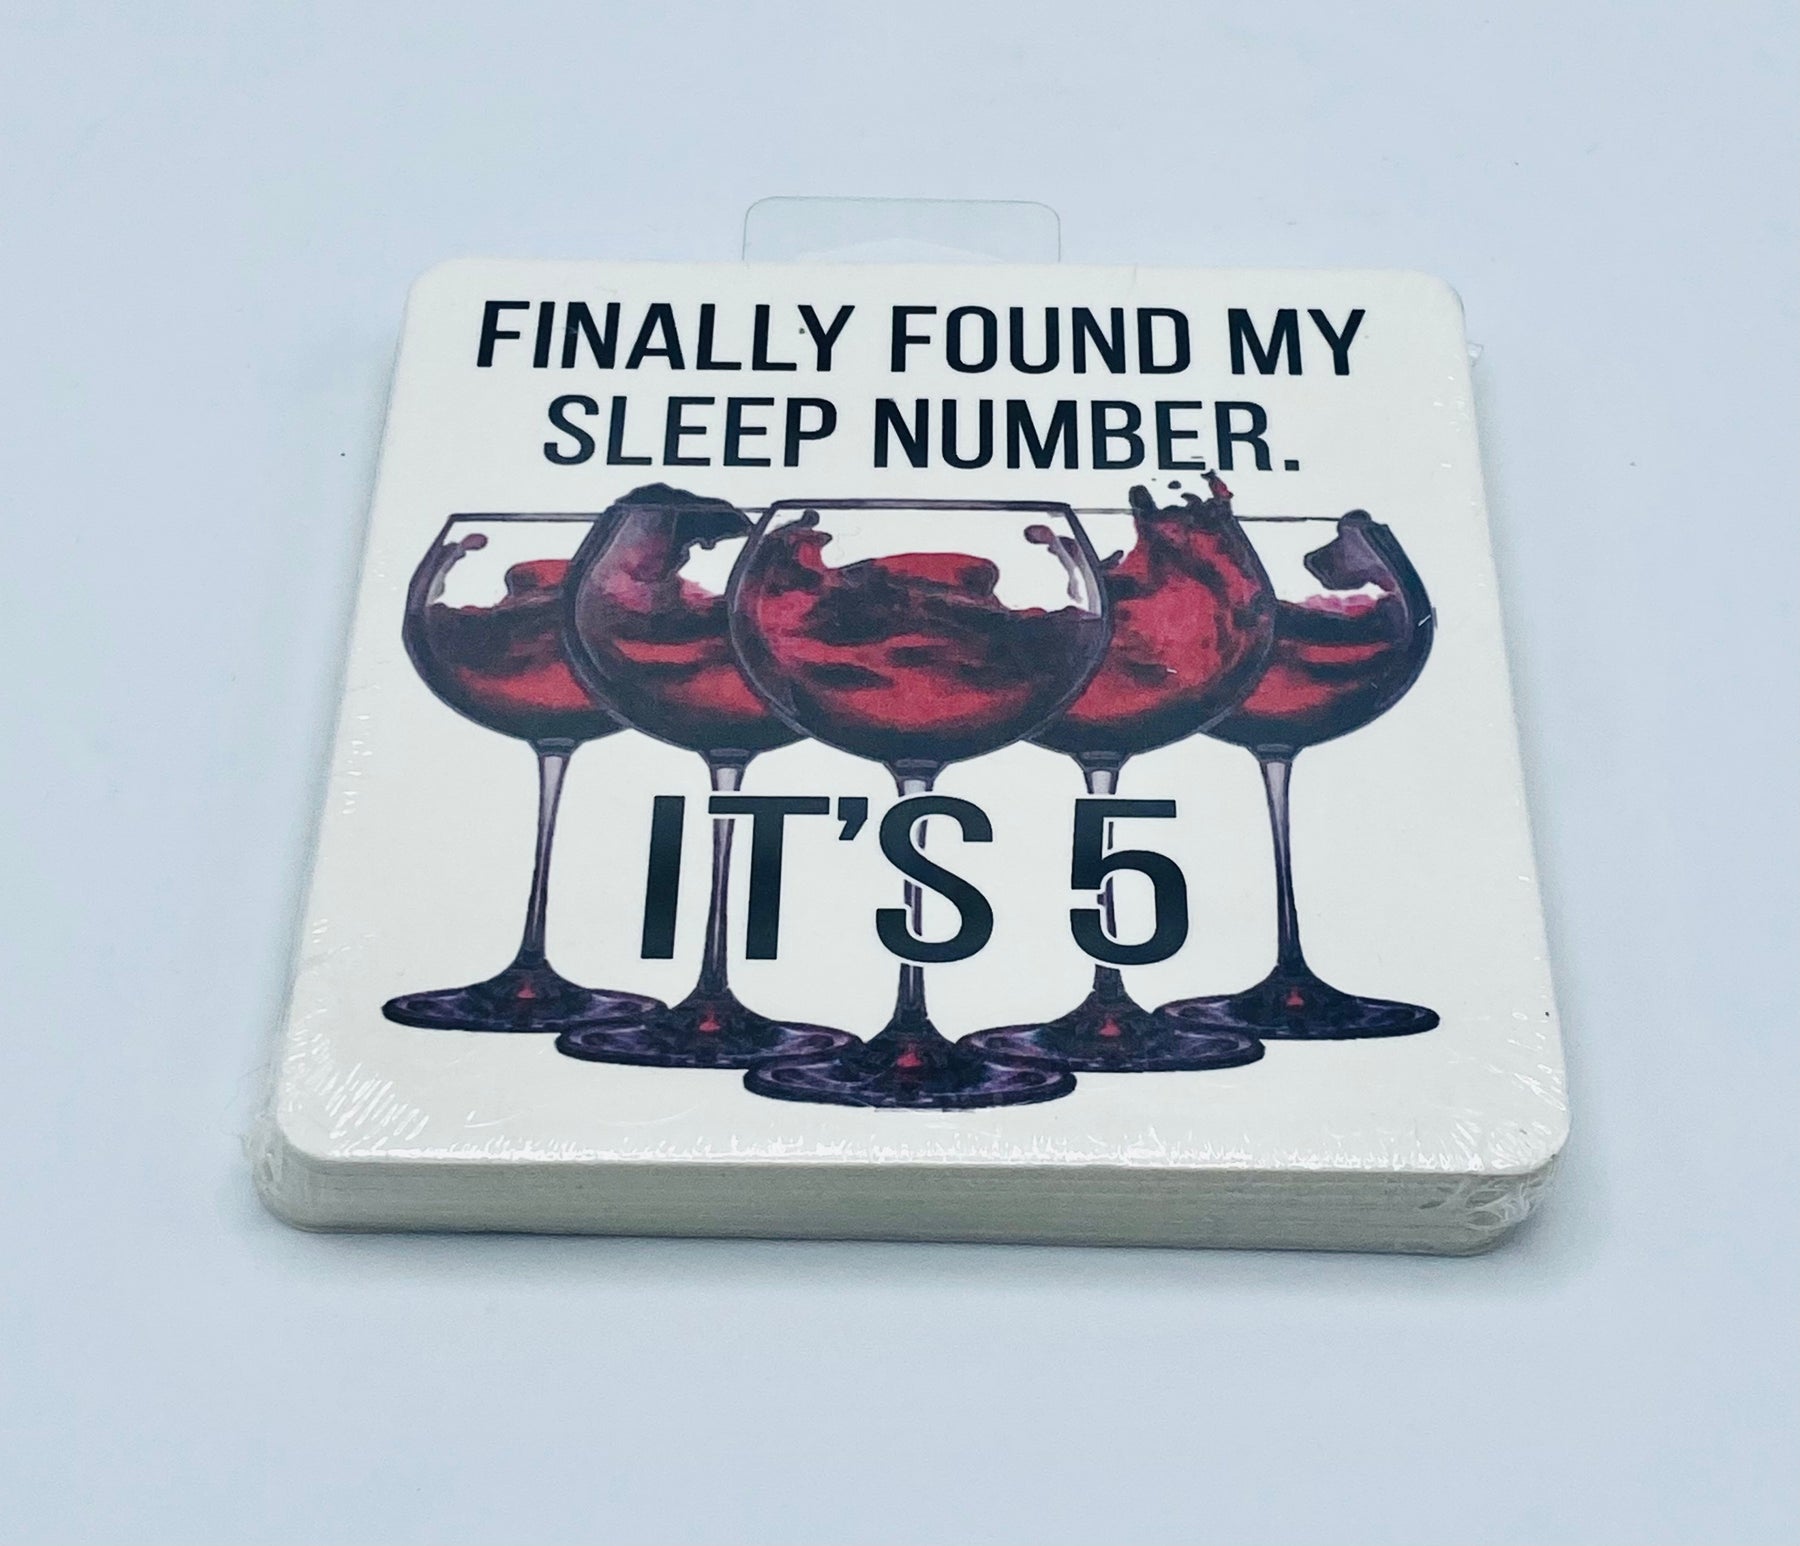 FINALLY FOUND MY
SLEEP NUMBER.
IT'S 5